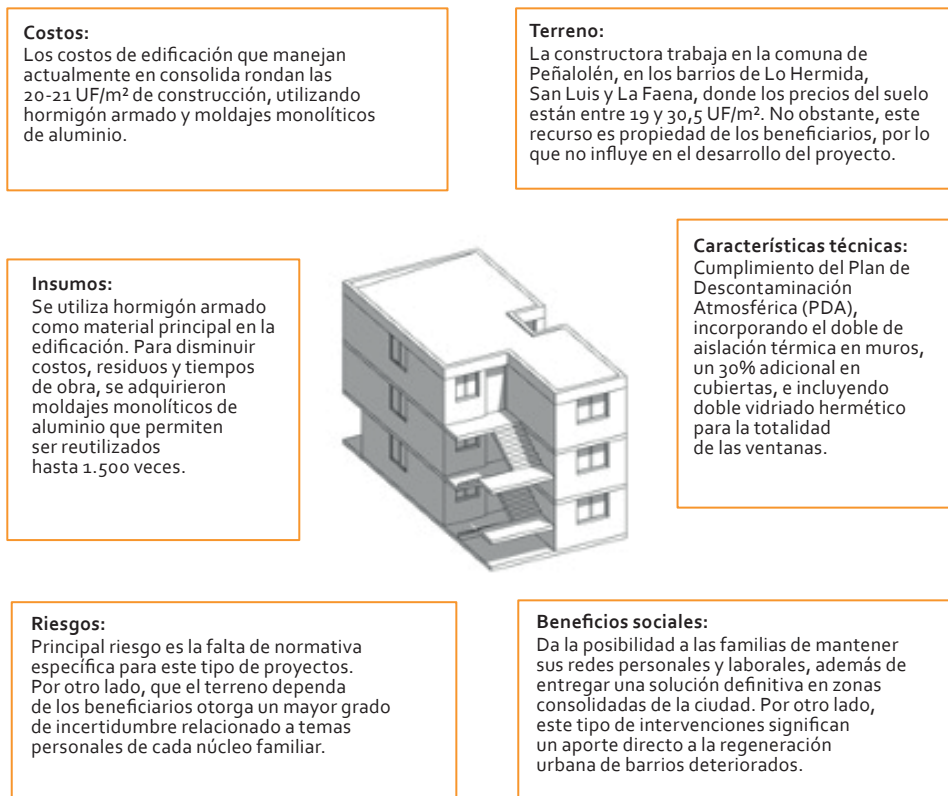 Costos:
Los costos de edificación que manejan
actualmente en consolida rondan las
20-21 UF/m² de construcción, utilizando
hormigón armado y moldajes monolíticos
de aluminio.
Terreno:
La constructora trabaja en la comuna de
Peñalolén, en los barrios de Lo Hermida,
San Luis y La Faena, donde los precios del suelo
están entre 19 y 30,5 UF/m². No obstante, este
recurso es propiedad de los beneficiarios, por lo
que no influye en el desarrollo del proyecto.
Insumos:
Se utiliza hormigón armado
como material principal en la
edificación. Para disminuir
costos, residuos y tiempos
de obra, se adquirieron
moldajes monolíticos de
aluminio que permiten
ser reutilizados
hasta 1.500 veces.
Características técnicas:
Cumplimiento del Plan de
Descontaminación
Atmosférica (PDA),
incorporando el doble de
aislación térmica en muros,
un 30% adicional en
cubiertas, e incluyendo
doble vidriado hermético
para la totalidad
de las ventanas.
Riesgos:
Principal riesgo es la falta de normativa
específica para este tipo de proyectos.
Por otro lado, que el terreno dependa
de los beneficiarios otorga un mayor grado
de incertidumbre relacionado a temas
personales de cada núcleo familiar.
Beneficios sociales:
Da la posibilidad a las familias de mantener
sus redes personales y laborales, además de
entregar una solución definitiva en zonas
consolidadas de la ciudad. Por otro lado,
este tipo de intervenciones significan
un aporte directo a la regeneración
urbana de barrios deteriorados.